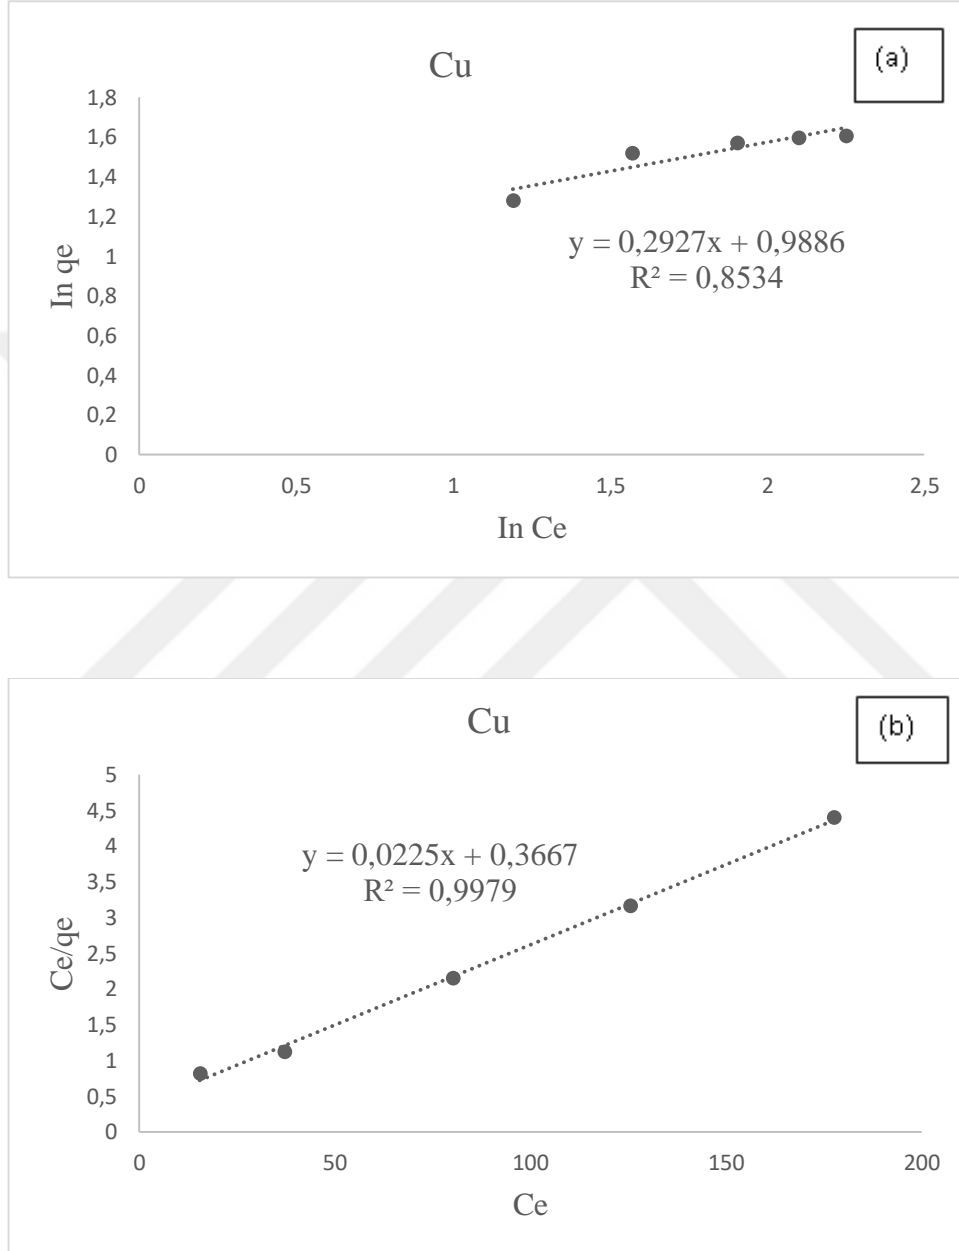 Cu
(a)
1,8
1,6
1,4
1,2
1
0,8
0,6
0,4
0,2
0
In qe
y = 0,2927x + 0,9886
R² = 0,8534
0 0,5 1 1,5 2 2,5
In Ce
Cu
(b)
5
4,5
4
3,5
3
2,5
2
1,5
1
0,5
0
Ce/qe
y = 0,0225x + 0,3667
R² = 0,9979
0 50 100 150 200
Ce